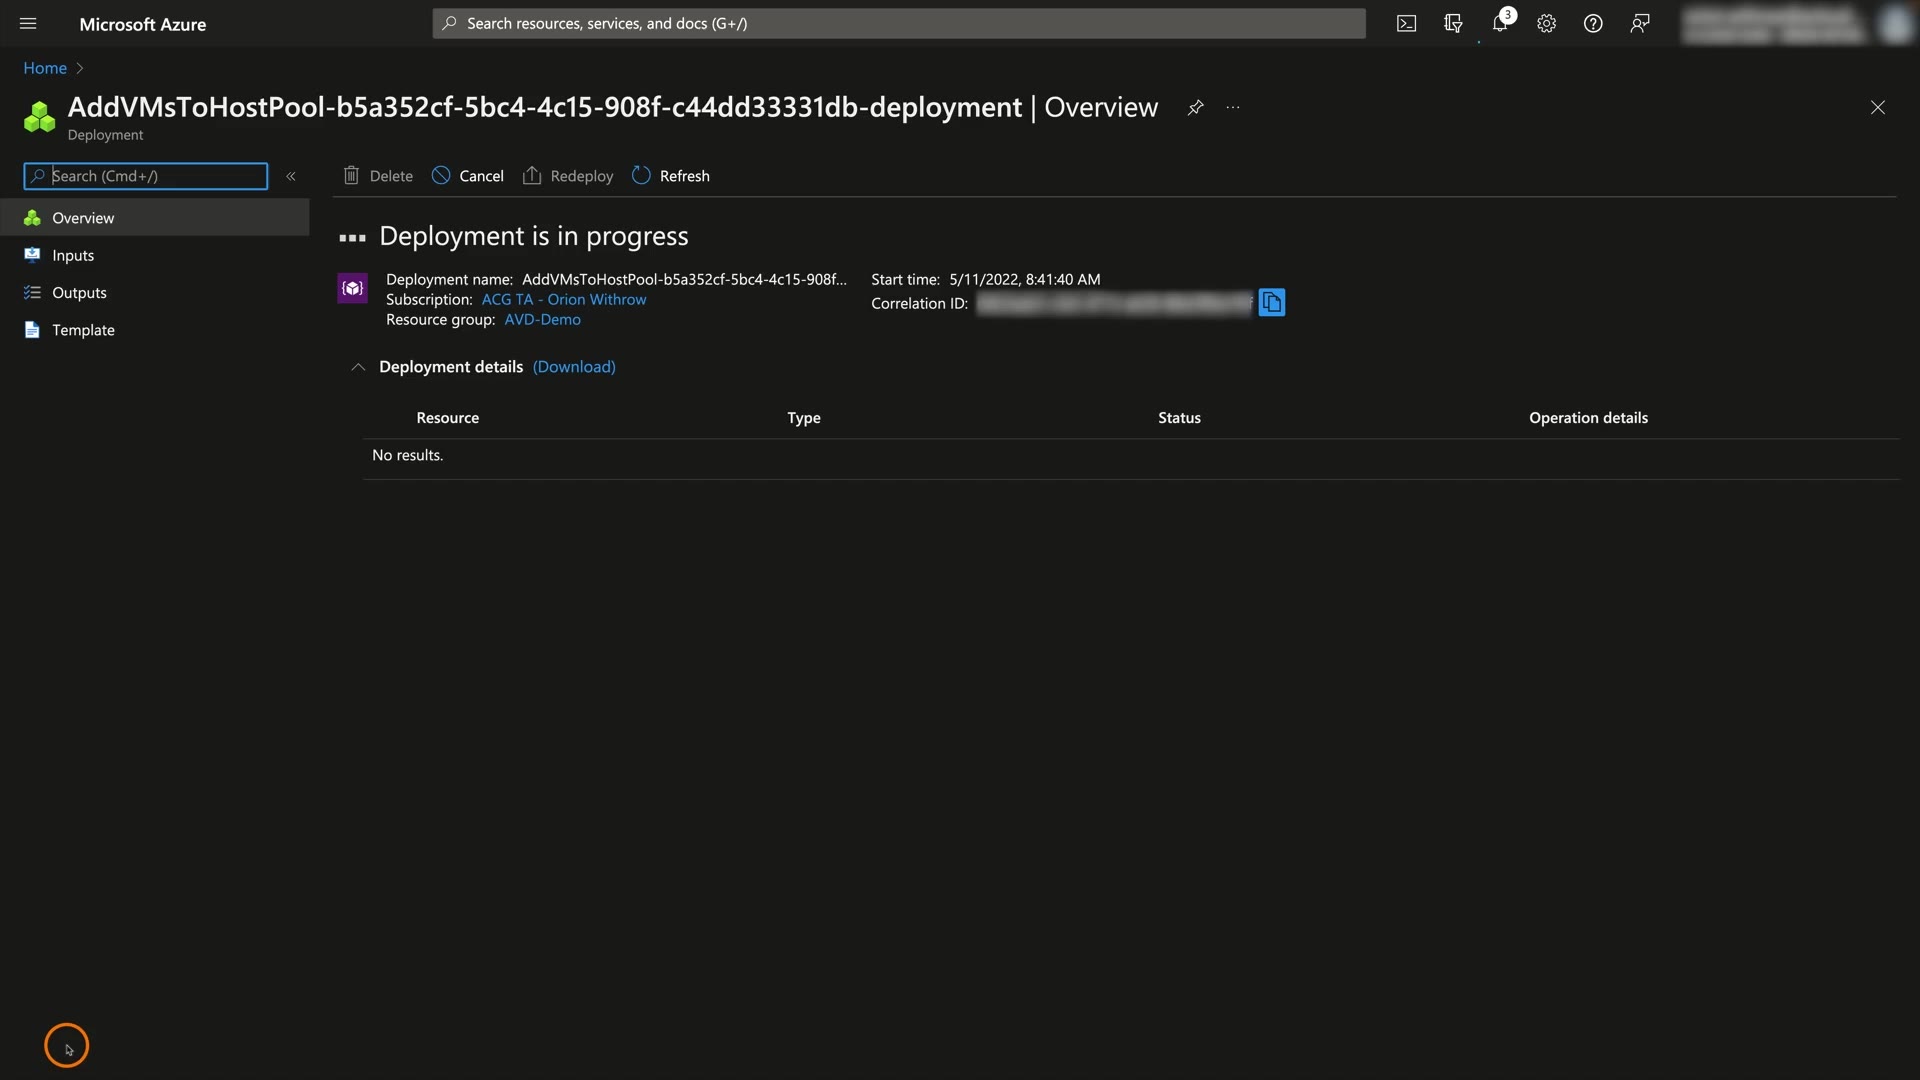 Microsoft Azure
Search resources, services, and docs (G+/)
3
Home
AddVMsToHostPool-b5a352cf-5bc4-4c15-908f-c44dd33331db-deployment | Overview
Deployment
Search (Cmd+/)
Delete
Cancel
Redeploy
Refresh
Overview
Inputs
Outputs
Template
Deployment is in progress
Deployment name: AddVMsToHostPool-b5a352cf-5bc4-4c15-908f...
Subscription: ACG TA - Orion Withrow
Resource group: AVD-Demo
Start time: 5/11/2022, 8:41:40 AM
Correlation ID:
Deployment details (Download)
Resource Type Status Operation details
No results.